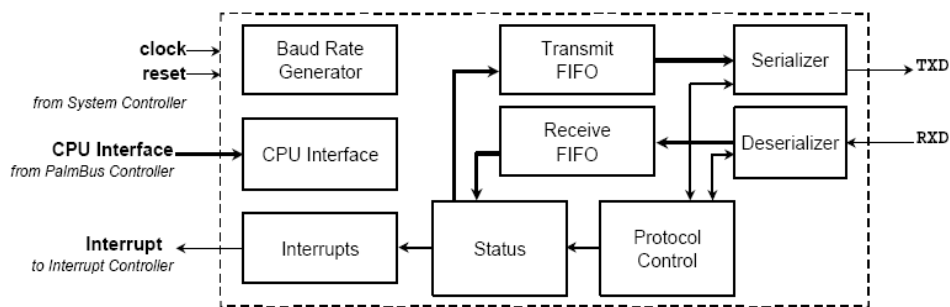 clock
reset
from System Controller
CPU Interface
from PalmBus Controller
Interrupt
to Interrupt Controller
Baud Rate
Generator
CPU Interface
Interrupts
Transmit
FIFO
Receive
FIFO
Status
Serializer
Deserializer
Protocol
Control
TXD
RXD